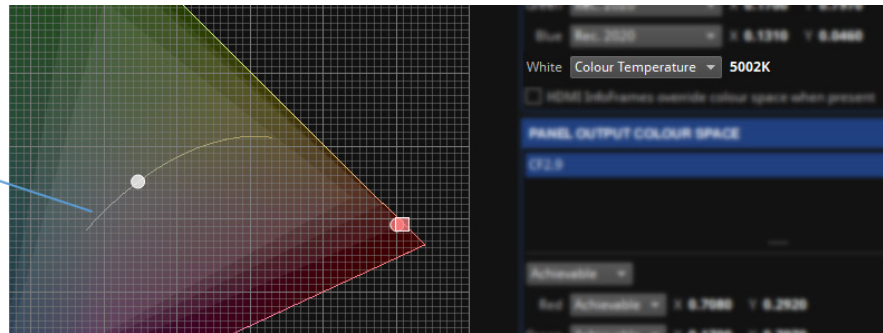 Blue Rec. 2020 X 0.1310 Y 0.0460
White Colour Temperature 5002K
HDMI InfoFrames override colour space when present
PANEL OUTPUT COLOUR SPACE
CF2.9
Achievable
Red Achievable X 0.7080 Y 0.2920